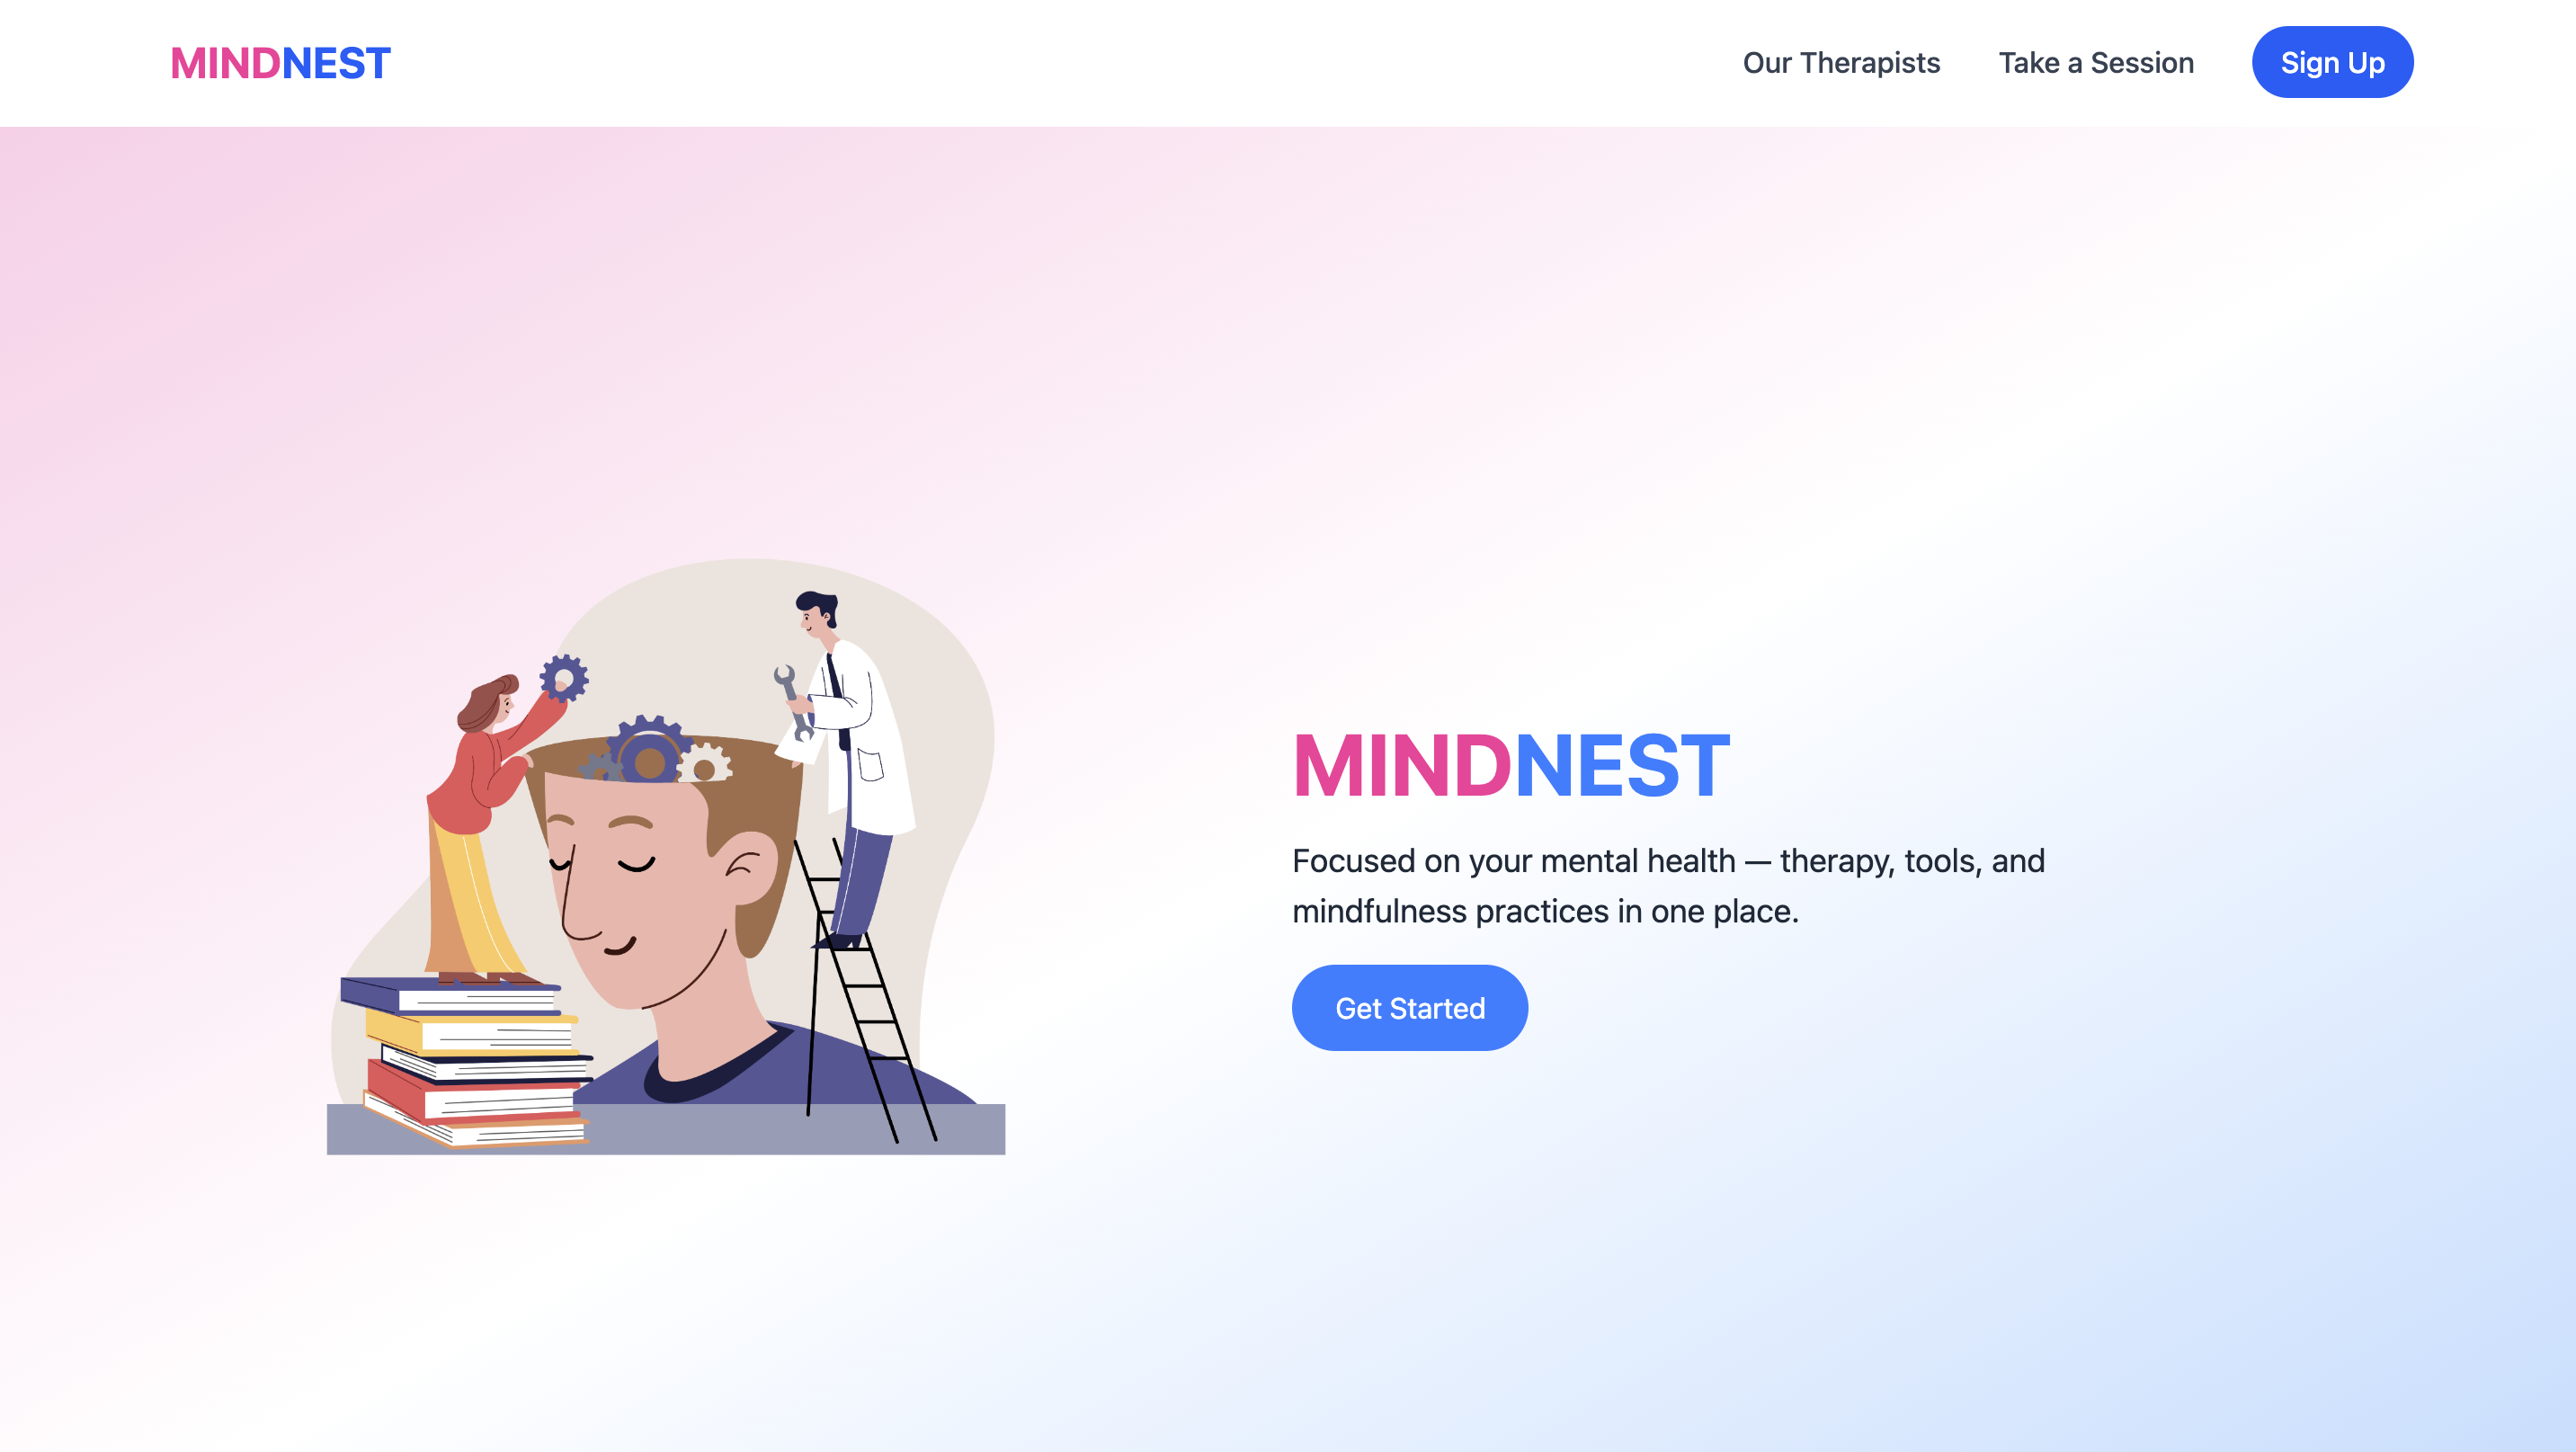 MINDNEST
Our Therapists
Take a Session
Sign Up
MINDNEST
Focused on your mental health — therapy, tools, and
mindfulness practices in one place.
Get Started